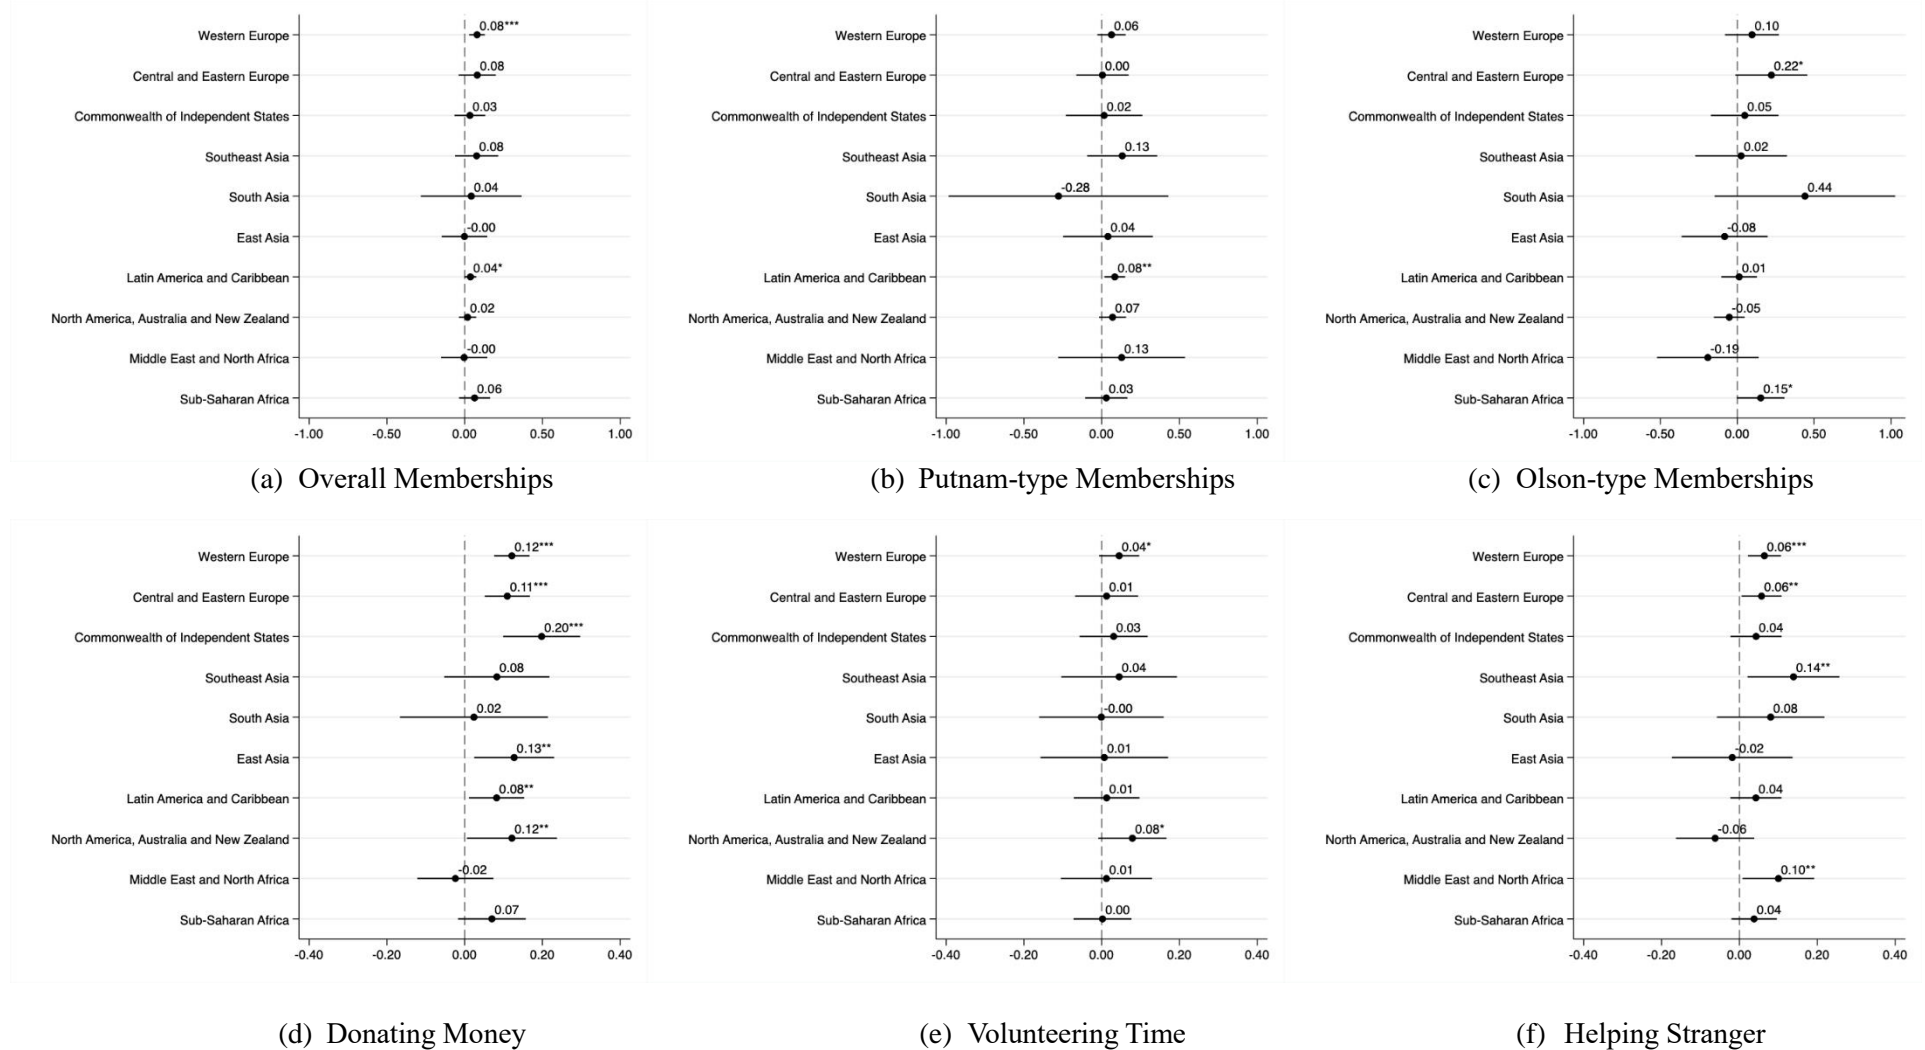 Western Europe 0.08***
Central and Eastern Europe 0.08
Commonwealth of Independent States 0.03
Southeast Asia 0.08
South Asia 0.04
East Asia -0.00
Latin America and Caribbean 0.04*
North America, Australia and New Zealand 0.02
Middle East and North Africa -0.00
Sub-Saharan Africa 0.06
-1.00 -0.50 0.00 0.50 1.00
(a) Overall Memberships
Western Europe 0.06
Central and Eastern Europe 0.00
Commonwealth of Independent States 0.02
Southeast Asia 0.13
South Asia -0.28
East Asia 0.04
Latin America and Caribbean 0.08**
North America, Australia and New Zealand 0.07
Middle East and North Africa 0.13
Sub-Saharan Africa 0.03
-1.00 -0.50 0.00 0.50 1.00
(b) Putnam-type Memberships
Western Europe 0.10
Central and Eastern Europe 0.22*
Commonwealth of Independent States 0.05
Southeast Asia 0.02
South Asia 0.44
East Asia -0.08
Latin America and Caribbean 0.01
North America, Australia and New Zealand -0.05
Middle East and North Africa -0.19
Sub-Saharan Africa 0.15*
-1.00 -0.50 0.00 0.50 1.00
(c) Olson-type Memberships
Western Europe 0.12***
Central and Eastern Europe 0.11***
Commonwealth of Independent States 0.20***
Southeast Asia 0.08
South Asia 0.02
East Asia 0.13**
Latin America and Caribbean 0.08**
North America, Australia and New Zealand 0.12**
Middle East and North Africa -0.02
Sub-Saharan Africa 0.07
-0.40 -0.20 0.00 0.20 0.40
(d) Donating Money
Western Europe 0.04*
Central and Eastern Europe 0.01
Commonwealth of Independent States 0.03
Southeast Asia 0.04
South Asia -0.00
East Asia 0.01
Latin America and Caribbean 0.01
North America, Australia and New Zealand 0.08*
Middle East and North Africa 0.01
Sub-Saharan Africa 0.00
-0.40 -0.20 0.00 0.20 0.40
(e) Volunteering Time
Western Europe 0.06***
Central and Eastern Europe 0.06**
Commonwealth of Independent States 0.04
Southeast Asia 0.14**
South Asia 0.08
East Asia -0.02
Latin America and Caribbean 0.04
North America, Australia and New Zealand -0.06
Middle East and North Africa 0.10**
Sub-Saharan Africa 0.04
-0.40 -0.20 0.00 0.20 0.40
(f) Helping Stranger